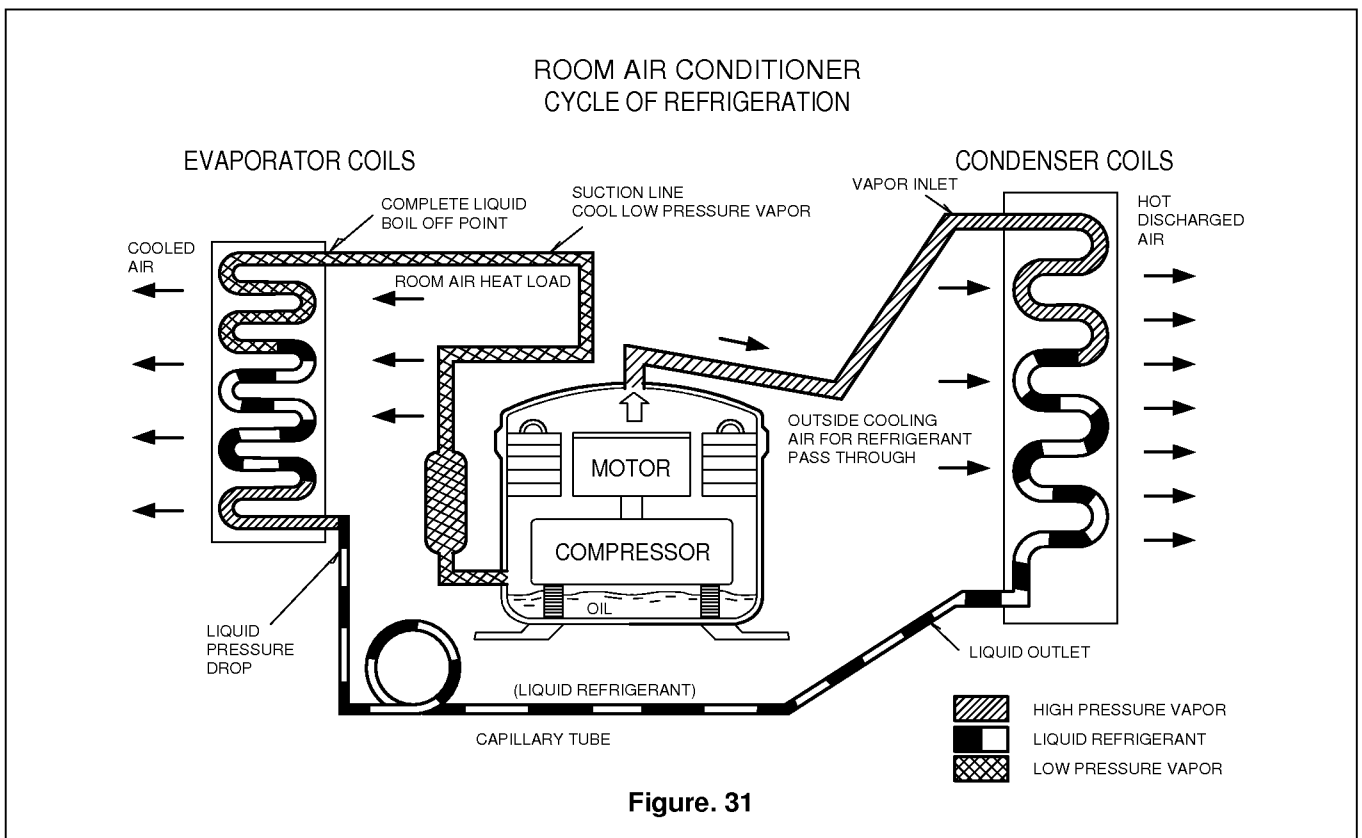 ROOM AIR CONDITIONER
CYCLE OF REFRIGERATION
EVAPORATOR COILS
CONDENSER COILS
VAPOR INLET
COMPLETE LIQUID
BOIL OFF POINT
SUCTION LINE
COOL LOW PRESSURE VAPOR
HOT
DISCHARGED
AIR
COOLED
AIR
ROOM AIR HEAT LOAD
OUTSIDE COOLING
AIR FOR REFRIGERANT
PASS THROUGH
MOTOR
COMPRESSOR
OIL
LIQUID
PRESSURE
DROP
LIQUID OUTLET
(LIQUID REFRIGERANT)
CAPILLARY TUBE
HIGH PRESSURE VAPOR
LIQUID REFRIGERANT
LOW PRESSURE VAPOR
Figure. 31